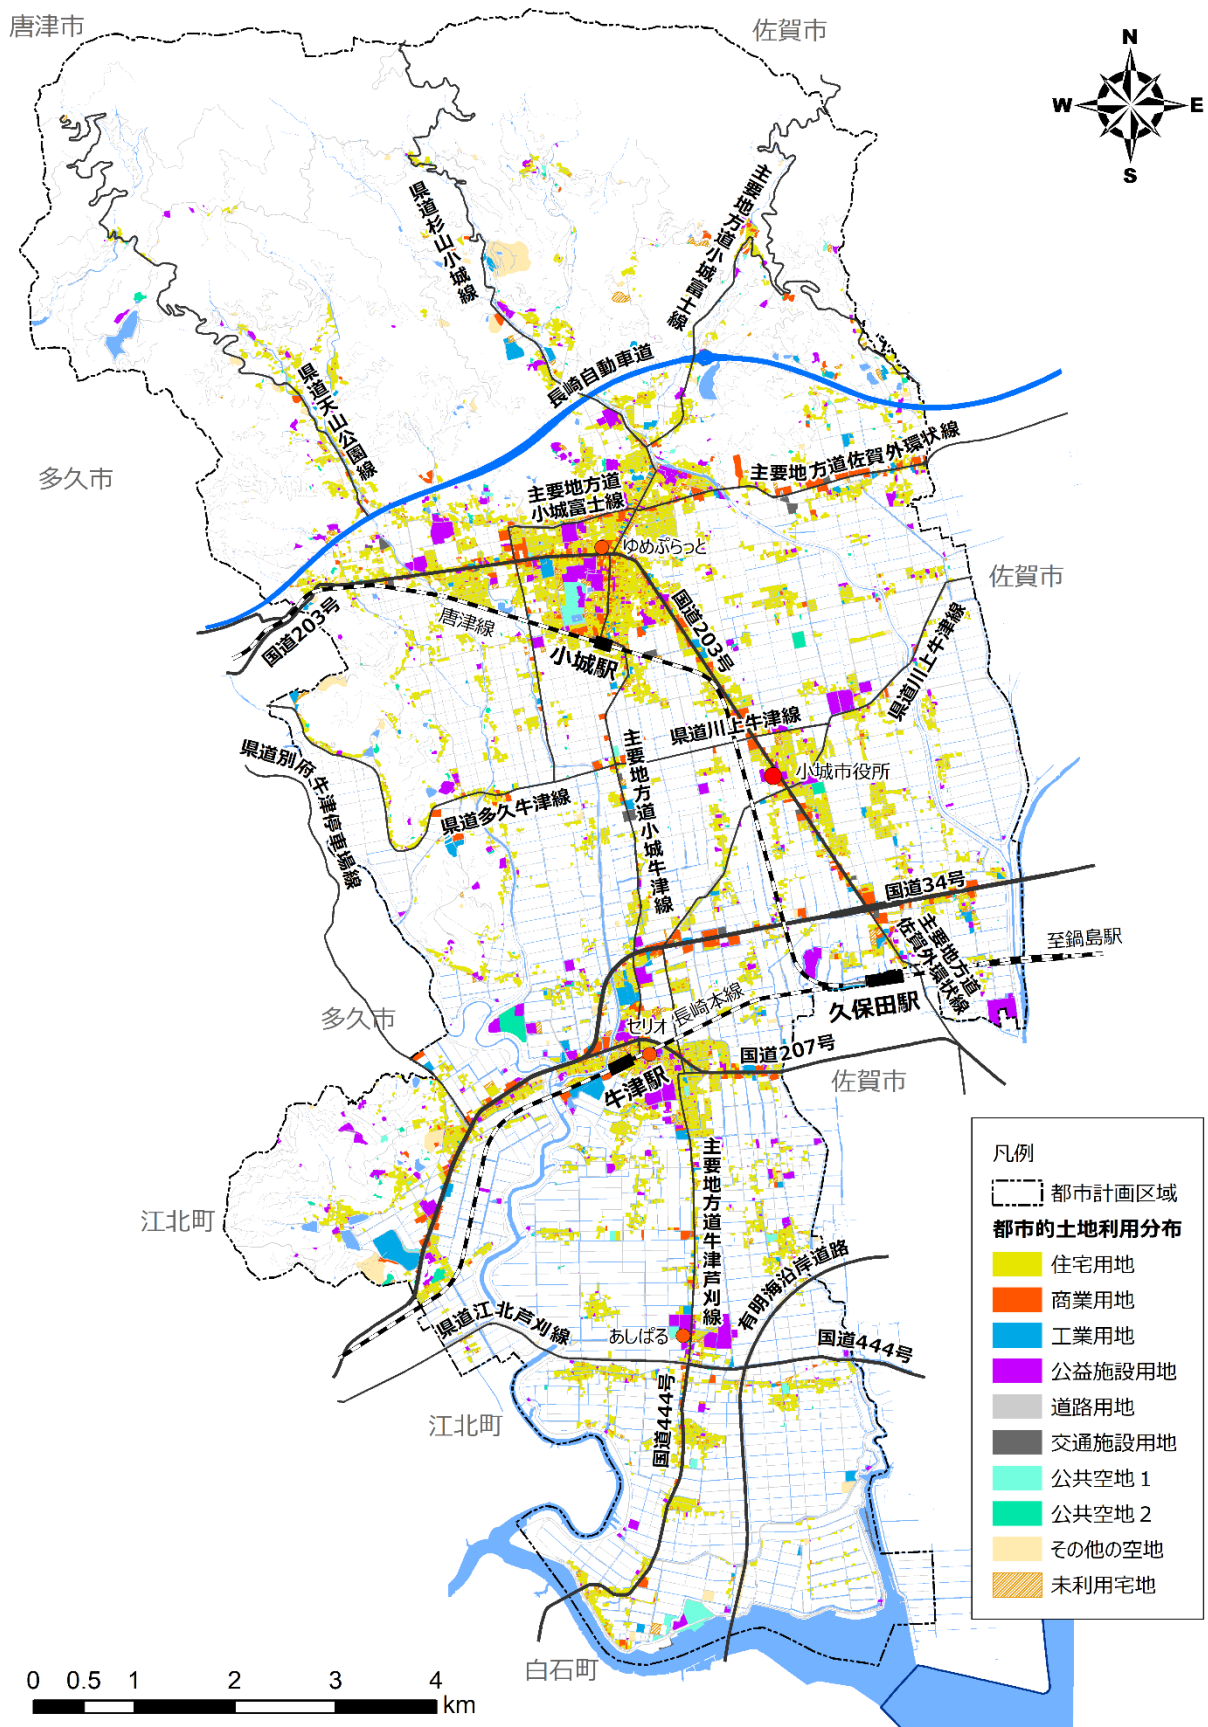 唐津市
佐賀市
N
W
E
S
県道杉山小城線
主要地方道小城富士線
長崎自動車道
県道天山公園線
多久市
主要地方道佐賀外環状線
主要地方道
小城富士線
ゆめぷらっと
佐賀市
国道203号
唐津線
小城駅
国道203号
県道川上牛津線
県道川上牛津線
県道別府牛津停車場線
主要地方道小城牛津線
小城市役所
県道多久牛津線
国道34号
主要地方道
佐賀外環状線
至鍋島駅
久保田駅
多久市
長崎本線
セリオ
国道207号
牛津駅
佐賀市
主要地方道牛津芦刈線
江北町
有明海沿岸道路
県道江北芦刈線
あしぱる
国道444号
国道444号
江北町
白石町
凡例
都市計画区域
都市的土地利用分布
住宅用地
商業用地
工業用地
公益施設用地
道路用地
交通施設用地
公共空地1
公共空地2
その他の空地
未利用宅地
0 0.5 1 2 3 4
km